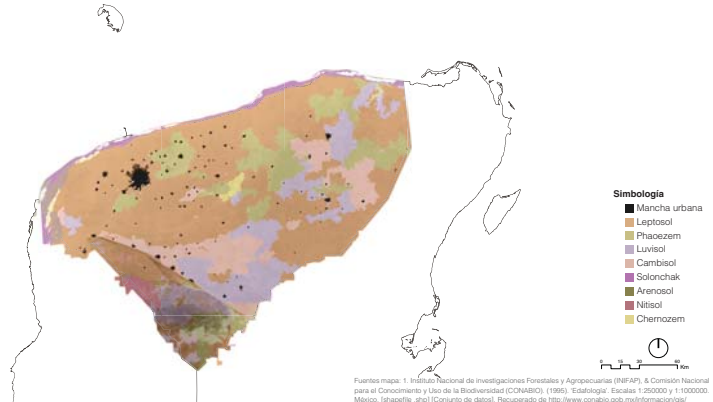 Simbología
Mancha urbana
Leptosol
Phaoezem
Luvisol
Cambisol
Solonchak
Arenosol
Nitisol
Chernozem
0 15 30 60
Km
Fuentes mapa: 1. Instituto Nacional de investigaciones Forestales y Agropecuarias (INIFAP), & Comisión Nacional
para el Conocimiento y Uso de la Biodiversidad (CONABIO). (1995). 'Edafología'. Escalas 1:250000 y 1:1000000.
México. [shapefile .shp] [Conjunto de datos]. Recuperado de http://www.conabio.gob.mx/informacion/gis/